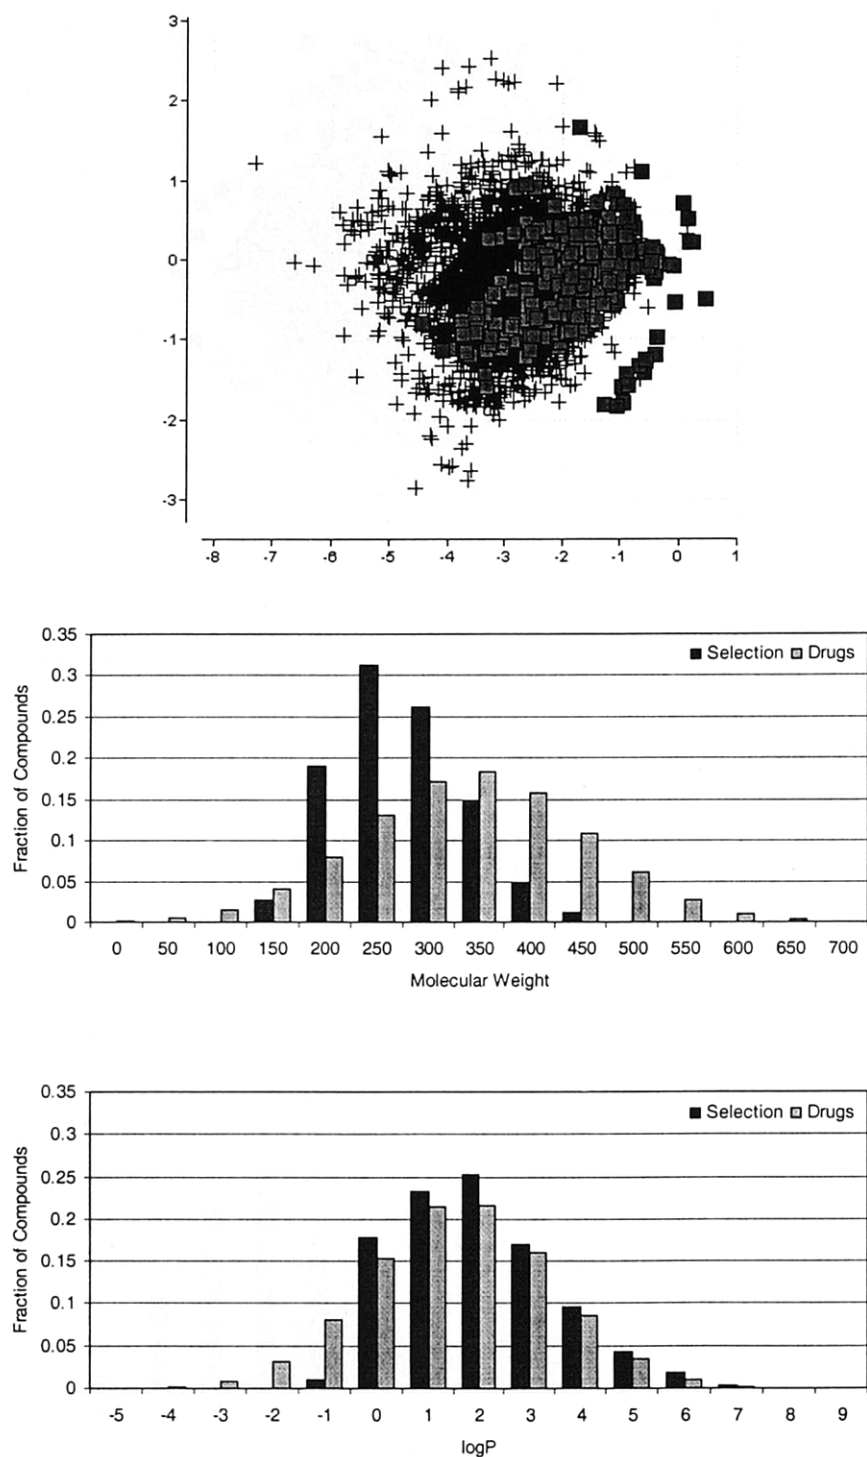 3
2
1
0
-1
-2
-3
-8 -7 -6 -5 -4 -3 -2 -1 0 1
0.35
0.3
0.25
0.2
0.15
0.1
0.05
0
Fraction of Compounds
Selection Drugs
0 50 100 150 200 250 300 350 400 450 500 550 600 650 700
Molecular Weight
0.35
0.3
0.25
0.2
0.15
0.1
0.05
0
Fraction of Compounds
Selection Drugs
-5 -4 -3 -2 -1 0 1 2 3 4 5 6 7 8 9
logP